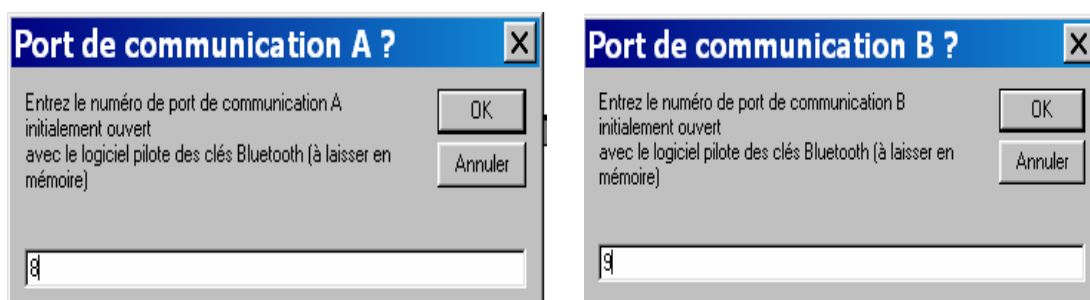 Port de communication A ?
Entrez le numéro de port de communication A
initialement ouvert
avec le logiciel pilote des clés Bluetooth (à laisser en
mémoire)
OK
Annuler
8
Port de communication B ?
Entrez le numéro de port de communication B
initialement ouvert
avec le logiciel pilote des clés Bluetooth (à laisser en
mémoire)
OK
Annuler
9